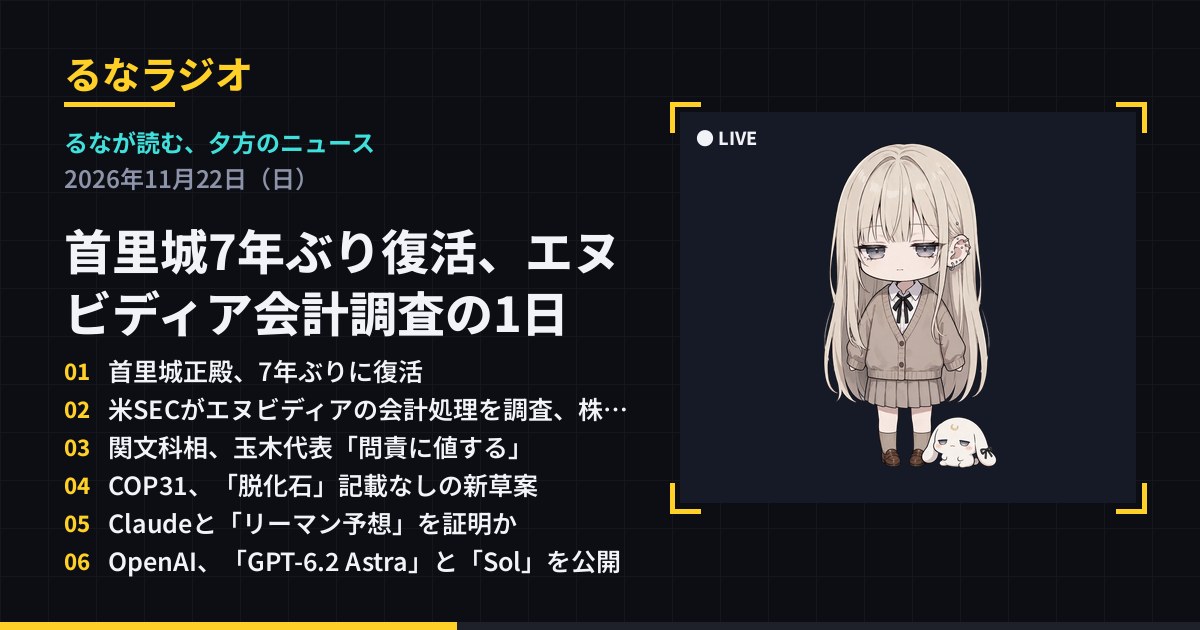 るなラジオ
るなが読む、夕方のニュース
2026年11月22日（日）
首里城7年ぶり復活、エヌ
ビディア会計調査の1日
01 首里城正殿、7年ぶりに復活
02 米SECがエヌビディアの会計処理を調査、株…
03 関文科相、玉木代表「問責に値する」
04 COP31、「脱化石」記載なしの新草案
05 Claudeと「リーマン予想」を証明か
06 OpenAI、「GPT-6.2 Astra」と「Sol」を公開
LIVE